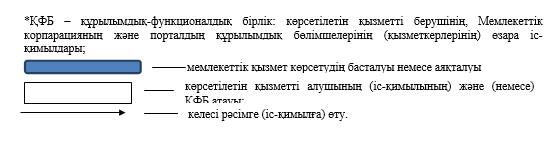 *ҚФБ – құрылымдық-функционалдық бірлік: көрсетілетін қызметті берушінің, Мемлекеттік
корпарацияның және порталдың құрылымдық бөлімшелерінің (қызметкерлерінің) өзара іс-
қимылдары;
мемлекеттік қызмет көрсетудің басталуы немесе аяқталуы
көрсетілетін қызметті алушының (іс-қимылының) және (немесе)
ҚФБ атауы;
келесі рәсімге (іс-қимылға) өту.